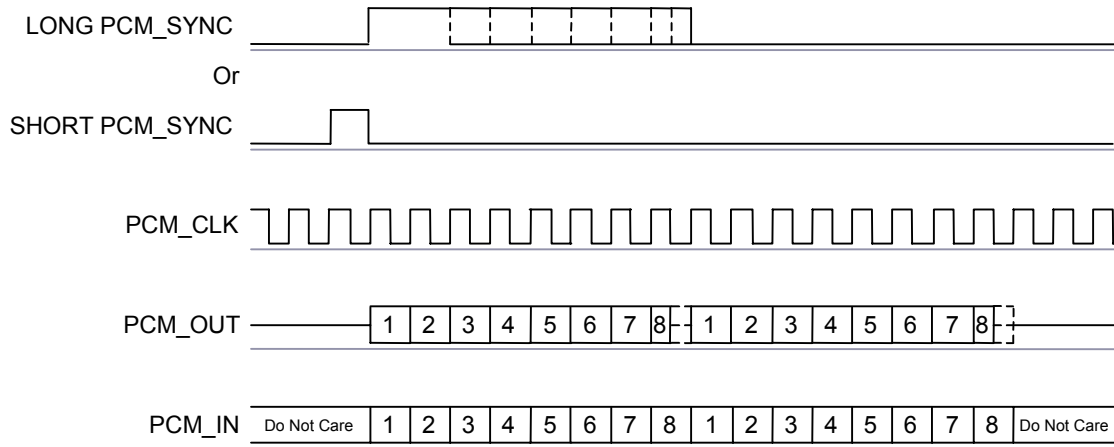 LONG PCM_SYNC
Or
SHORT PCM_SYNC
PCM_CLK
PCM_OUT 1 2 3 4 5 6 7 8 1 2 3 4 5 6 7 8
PCM_IN Do Not Care 1 2 3 4 5 6 7 8 1 2 3 4 5 6 7 8 Do Not Care